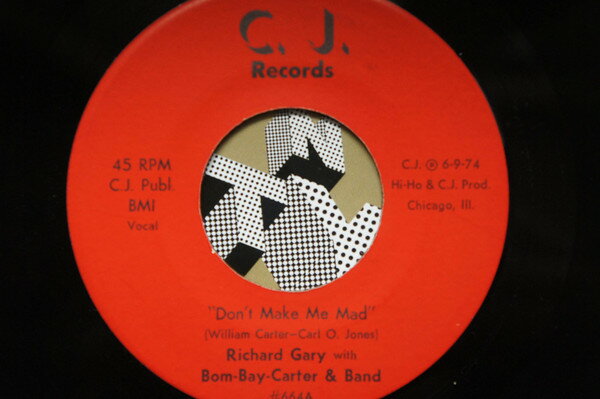 C. J.
Records
45 RPM
C.J. Publ
BMI
Vocal
C.J. ℗ 6-9-74
Hi-Ho & C.J. Prod.
Chicago, Ill.
"Don't Make Me Mad"
(William Carter—Carl O. Jones)
Richard Gary with
Bom-Bay-Carter & Band
#664A